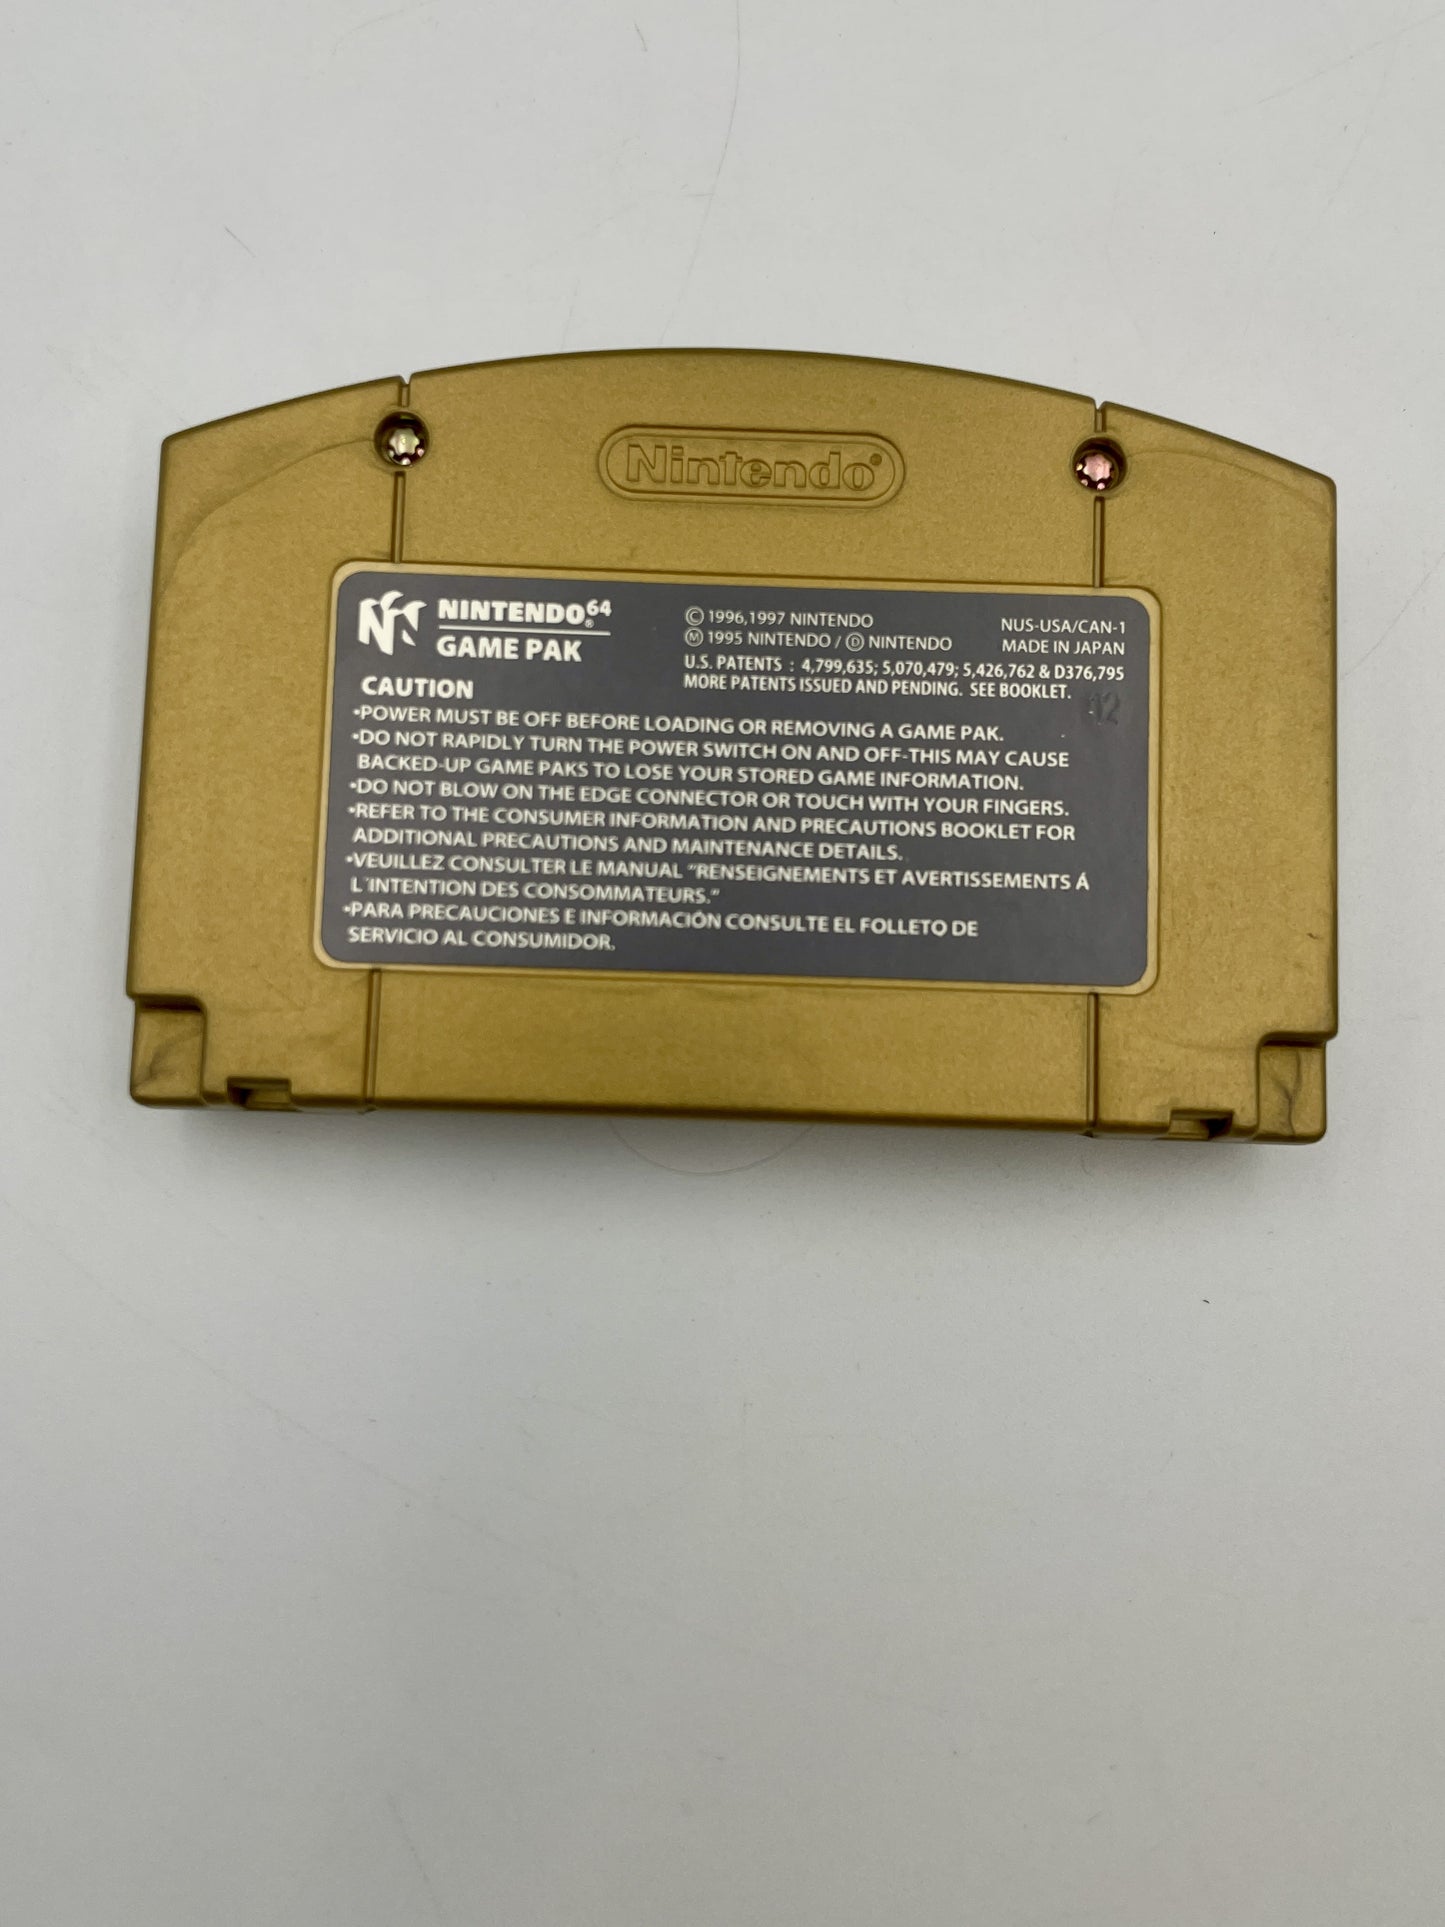 Nintendo®
NINTENDO64®
GAME PAK
© 1996,1997 NINTENDO
Ⓜ 1995 NINTENDO / Ⓓ NINTENDO
NUS-USA/CAN-1
MADE IN JAPAN
U.S. PATENTS : 4,799,635; 5,070,479; 5,426,762 & D376,795
MORE PATENTS ISSUED AND PENDING. SEE BOOKLET.
12
CAUTION
•POWER MUST BE OFF BEFORE LOADING OR REMOVING A GAME PAK.
•DO NOT RAPIDLY TURN THE POWER SWITCH ON AND OFF-THIS MAY CAUSE
BACKED-UP GAME PAKS TO LOSE YOUR STORED GAME INFORMATION.
•DO NOT BLOW ON THE EDGE CONNECTOR OR TOUCH WITH YOUR FINGERS.
•REFER TO THE CONSUMER INFORMATION AND PRECAUTIONS BOOKLET FOR
ADDITIONAL PRECAUTIONS AND MAINTENANCE DETAILS.
•VEUILLEZ CONSULTER LE MANUAL "RENSEIGNEMENTS ET AVERTISSEMENTS Á
L'INTENTION DES CONSOMMATEURS."
•PARA PRECAUCIONES E INFORMACIÓN CONSULTE EL FOLLETO DE
SERVICIO AL CONSUMIDOR.